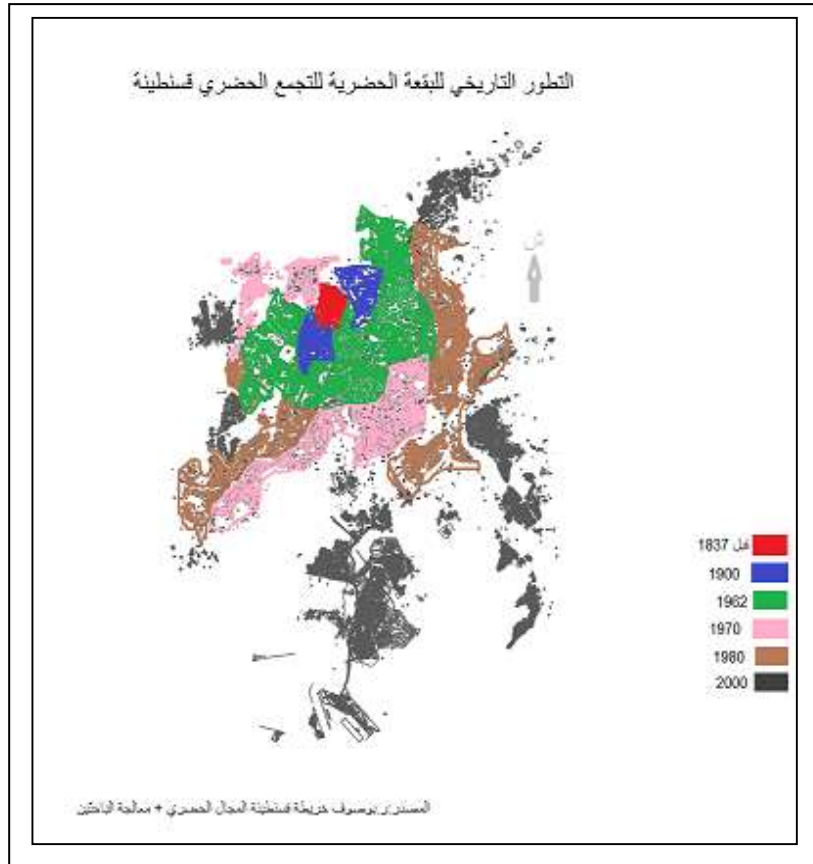 التطور التاريخي للبقعة الحضرية للتجمع الحضري قسنطينة
ش
قبل 1837
1900
1962
1970
1980
2000
المصدر: بوصوف خريطة قسنطينة المجال الحضري + معالجة الباحثين